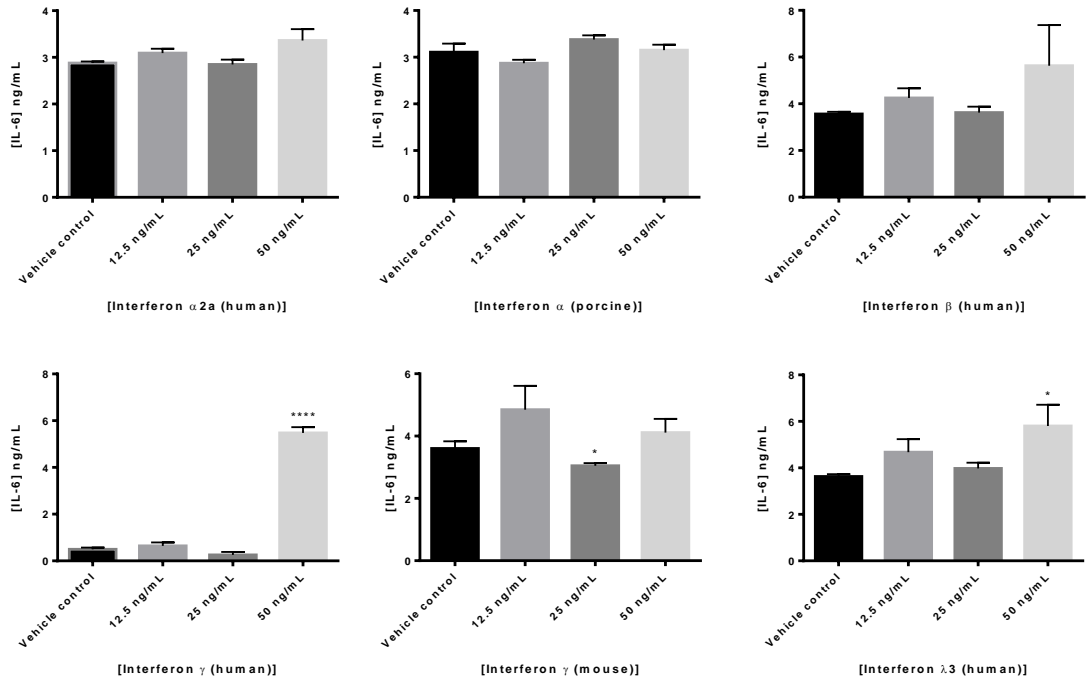 4
3
2
1
0
[IL-6] ng/mL
Vehicle control
12.5 ng/mL
25 ng/mL
50 ng/mL
[Interferon α2a (human)]
4
3
2
1
0
[IL-6] ng/mL
Vehicle control
12.5 ng/mL
25 ng/mL
50 ng/mL
[Interferon α (porcine)]
8
6
4
2
0
[IL-6] ng/mL
Vehicle control
12.5 ng/mL
25 ng/mL
50 ng/mL
[Interferon β (human)]
8
6
4
2
0
[IL-6] ng/mL
****
Vehicle control
12.5 ng/mL
25 ng/mL
50 ng/mL
[Interferon γ (human)]
6
4
2
0
[IL-6] ng/mL
*
Vehicle control
12.5 ng/mL
25 ng/mL
50 ng/mL
[Interferon γ (mouse)]
8
6
4
2
0
[IL-6] ng/mL
*
Vehicle control
12.5 ng/mL
25 ng/mL
50 ng/mL
[Interferon λ3 (human)]